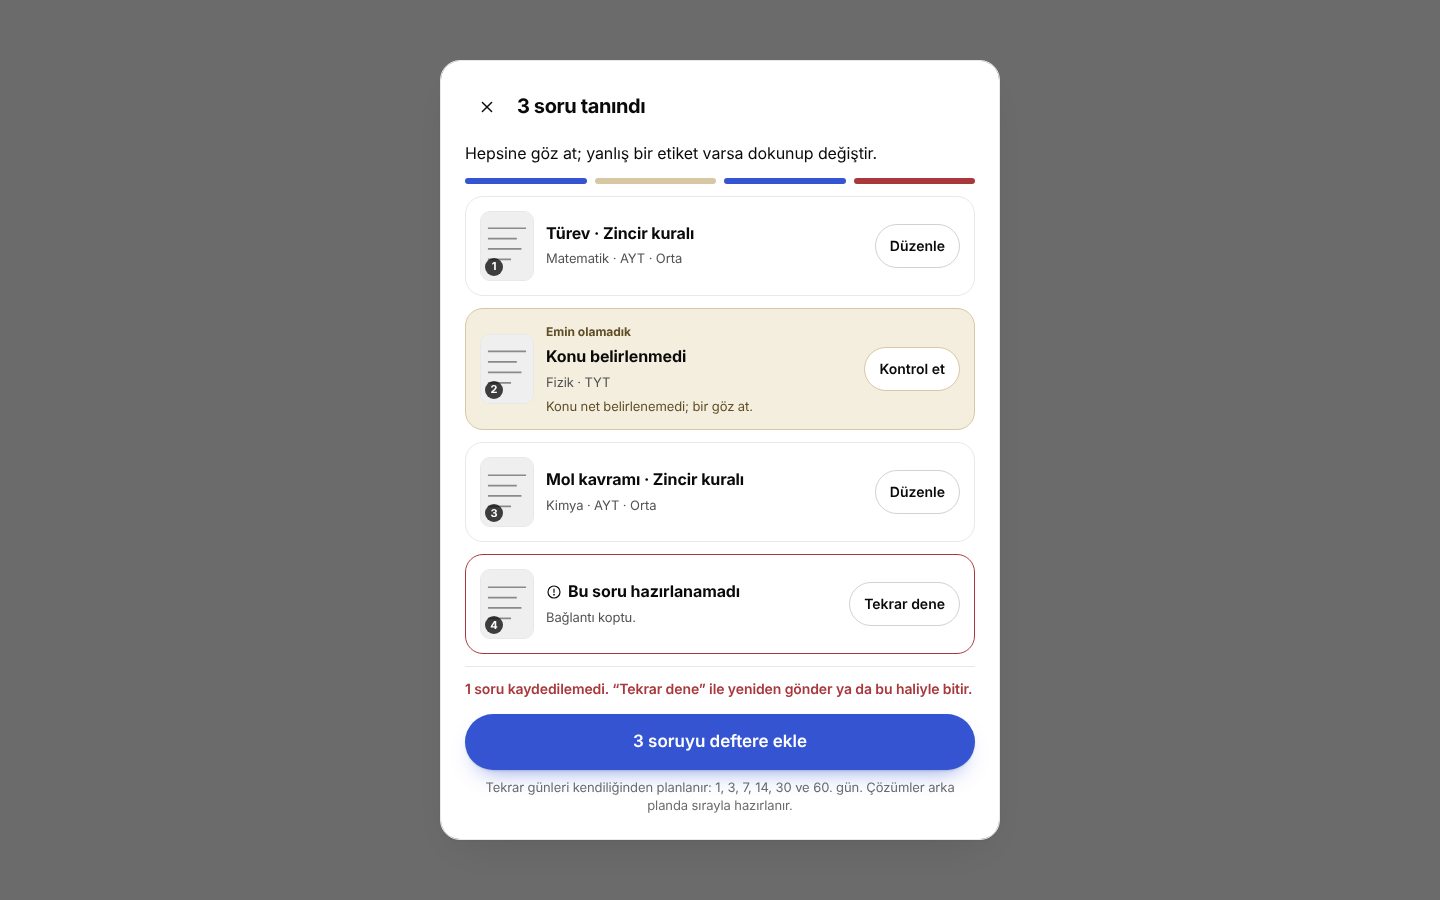 3 soru tanındı
Hepsine göz at; yanlış bir etiket varsa dokunup değiştir.
1
Türev · Zincir kuralı
Matematik · AYT · Orta
Düzenle
2
Emin olamadık
Konu belirlenmedi
Fizik · TYT
Konu net belirlenemedi; bir göz at.
Kontrol et
3
Mol kavramı · Zincir kuralı
Kimya · AYT · Orta
Düzenle
4
Bu soru hazırlanamadı
Bağlantı koptu.
Tekrar dene
1 soru kaydedilemedi. “Tekrar dene” ile yeniden gönder ya da bu haliyle bitir.
3 soruyu deftere ekle
Tekrar günleri kendiliğinden planlanır: 1, 3, 7, 14, 30 ve 60. gün. Çözümler arka
planda sırayla hazırlanır.